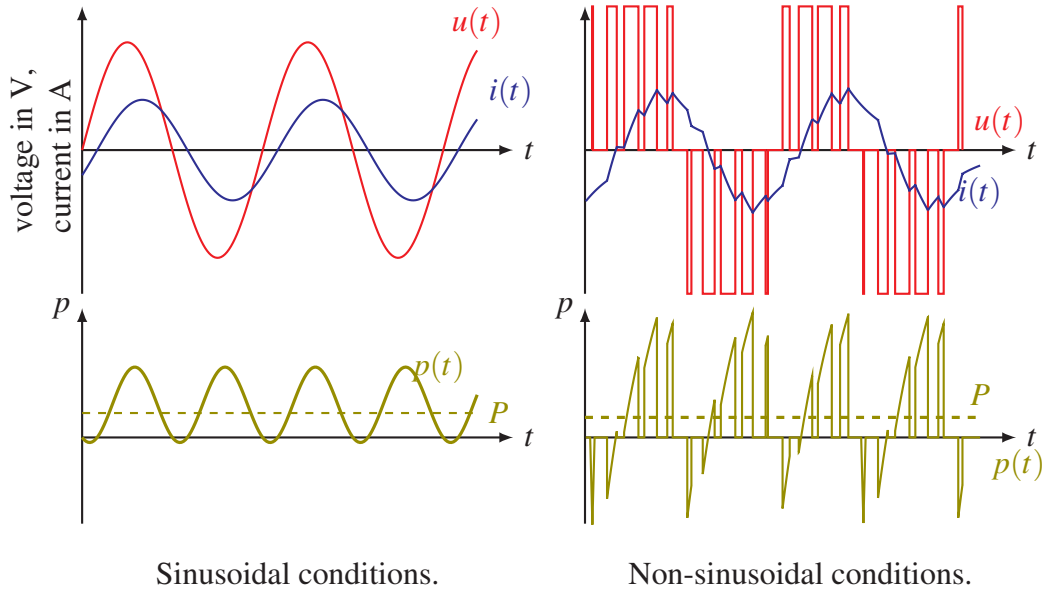 voltage in V,
current in A
u(t)
i(t)
t
u(t)
t
i(t)
p
p(t)
P
t
p
P
t
p(t)
Sinusoidal conditions.
Non-sinusoidal conditions.